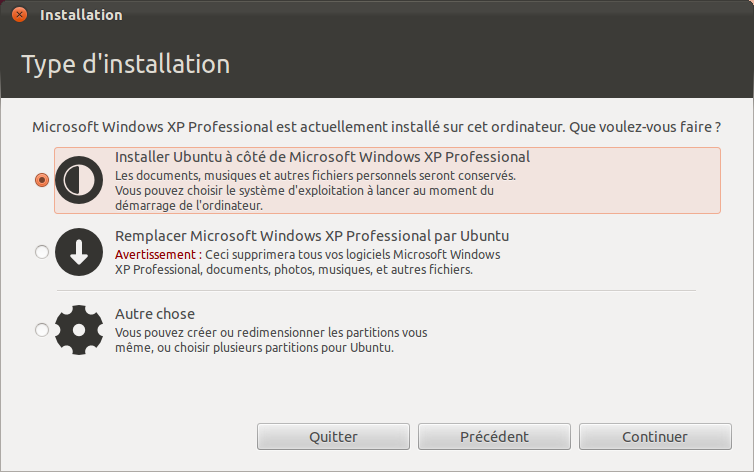 Installation
Type d'installation
Microsoft Windows XP Professional est actuellement installé sur cet ordinateur. Que voulez-vous faire ?
Installer Ubuntu à côté de Microsoft Windows XP Professional
Les documents, musiques et autres fichiers personnels seront conservés.
Vous pouvez choisir le système d'exploitation à lancer au moment du
démarrage de l'ordinateur.
Remplacer Microsoft Windows XP Professional par Ubuntu
Avertissement : Ceci supprimera tous vos logiciels Microsoft Windows
XP Professional, documents, photos, musiques, et autres fichiers.
Autre chose
Vous pouvez créer ou redimensionner les partitions vous
même, ou choisir plusieurs partitions pour Ubuntu.
Quitter
Précédent
Continuer